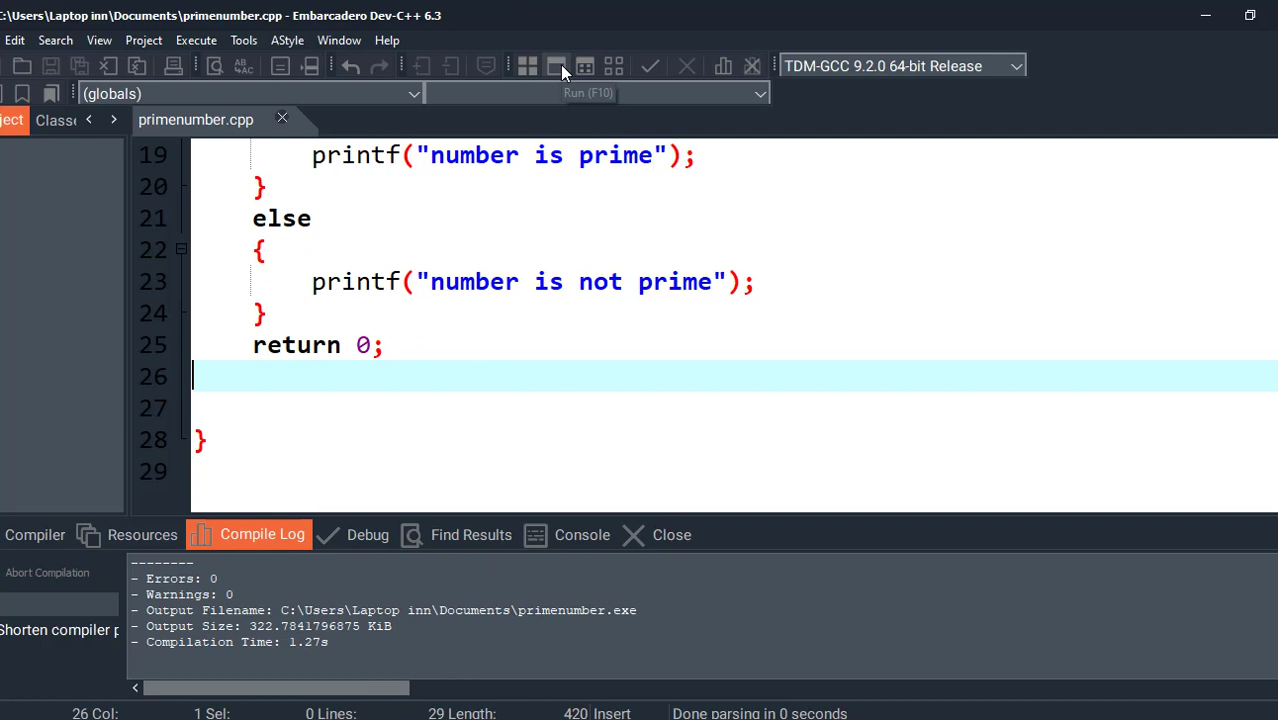 C:\Users\Laptop inn\Documents\primenumber.cpp - Embarcadero Dev-C++ 6.3
Edit Search View Project Execute Tools AStyle Window Help
TDM-GCC 9.2.0 64-bit Release
(globals)
Run (F10)
ject Classe primenumber.cpp
19 printf("number is prime");
20 }
21 else
22 {
23 printf("number is not prime");
24 }
25 return 0;
26
27
28 }
29
Compiler Resources Compile Log Debug Find Results Console Close
Abort Compilation
Shorten compiler p
--------
- Errors: 0
- Warnings: 0
- Output Filename: C:\Users\Laptop inn\Documents\primenumber.exe
- Output Size: 322.7841796875 KiB
- Compilation Time: 1.27s
26 Col: 1 Sel: 0 Lines: 29 Length: 420 Insert Done parsing in 0 seconds